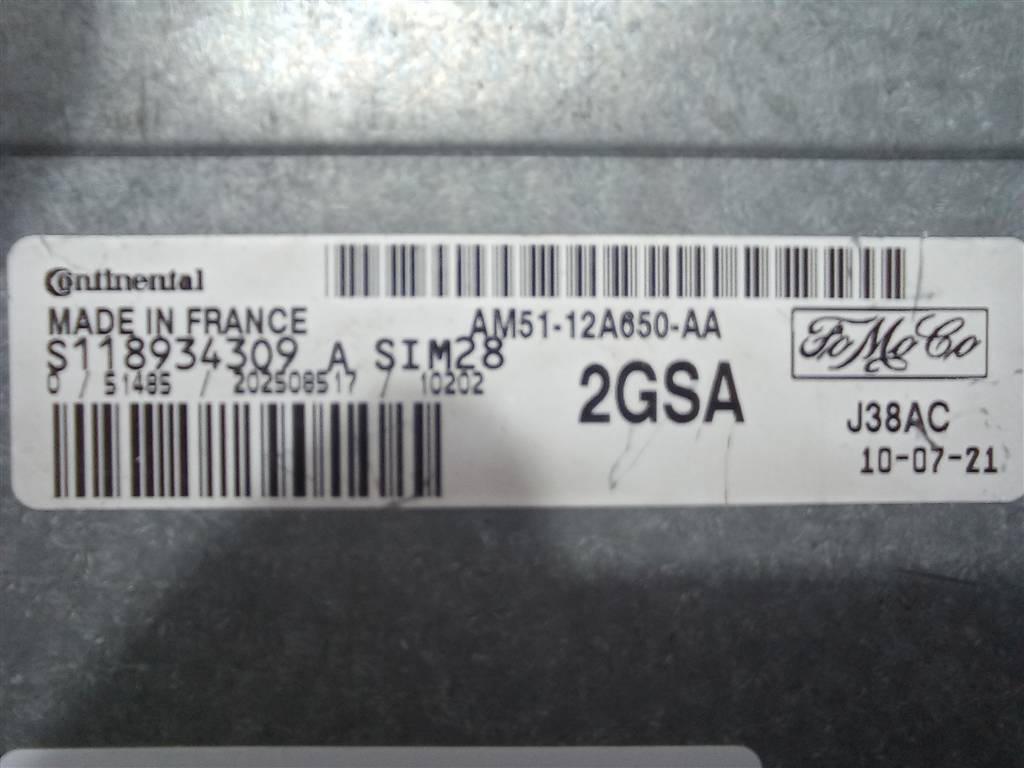 Continental
MADE IN FRANCE
AM51-12A650-AA
FoMoCo
S118934309 A SIM28
0 / 51485 / 202508517 / 10202
2GSA
J38AC
10-07-21